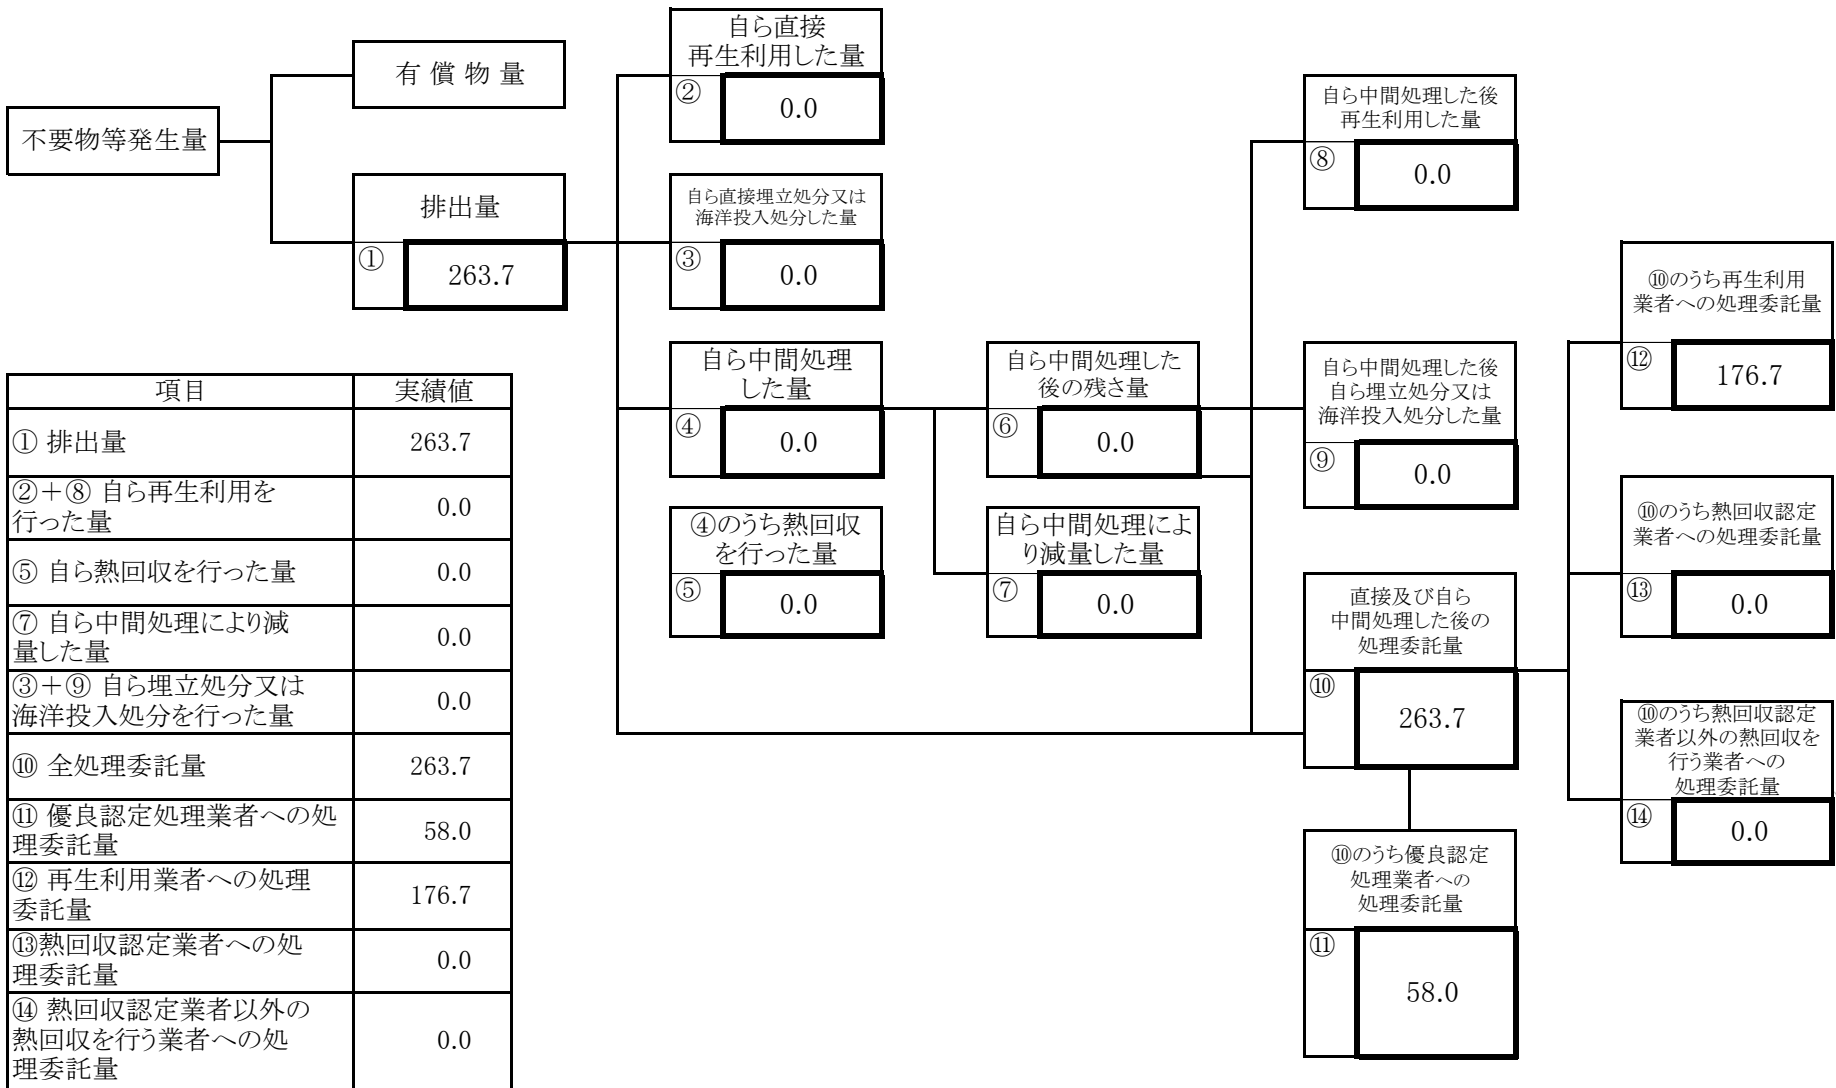 不要物等発生量
有 償 物 量
排出量
①
263.7
自ら直接
再生利用した量
②
0.0
自ら直接埋立処分又は
海洋投入処分した量
③
0.0
自ら中間処理
した量
④
0.0
④のうち熱回収
を行った量
⑤
0.0
自ら中間処理した
後の残さ量
⑥
0.0
自ら中間処理によ
り減量した量
⑦
0.0
自ら中間処理した後
再生利用した量
⑧
0.0
自ら中間処理した後
自ら埋立処分又は
海洋投入処分した量
⑨
0.0
直接及び自ら
中間処理した後の
処理委託量
⑩
263.7
⑩のうち優良認定
処理業者への
処理委託量
⑪
58.0
⑩のうち再生利用
業者への処理委託量
⑫
176.7
⑩のうち熱回収認定
業者への処理委託量
⑬
0.0
⑩のうち熱回収認定
業者以外の熱回収を
行う業者への
処理委託量
⑭
0.0
項目 実績値
① 排出量 263.7
②＋⑧ 自ら再生利用を
行った量 0.0
⑤ 自ら熱回収を行った量 0.0
⑦ 自ら中間処理により減
量した量 0.0
③＋⑨ 自ら埋立処分又は
海洋投入処分を行った量 0.0
⑩ 全処理委託量 263.7
⑪ 優良認定処理業者への処
理委託量 58.0
⑫ 再生利用業者への処理
委託量 176.7
⑬熱回収認定業者への処
理委託量 0.0
⑭ 熱回収認定業者以外の
熱回収を行う業者への処
理委託量 0.0